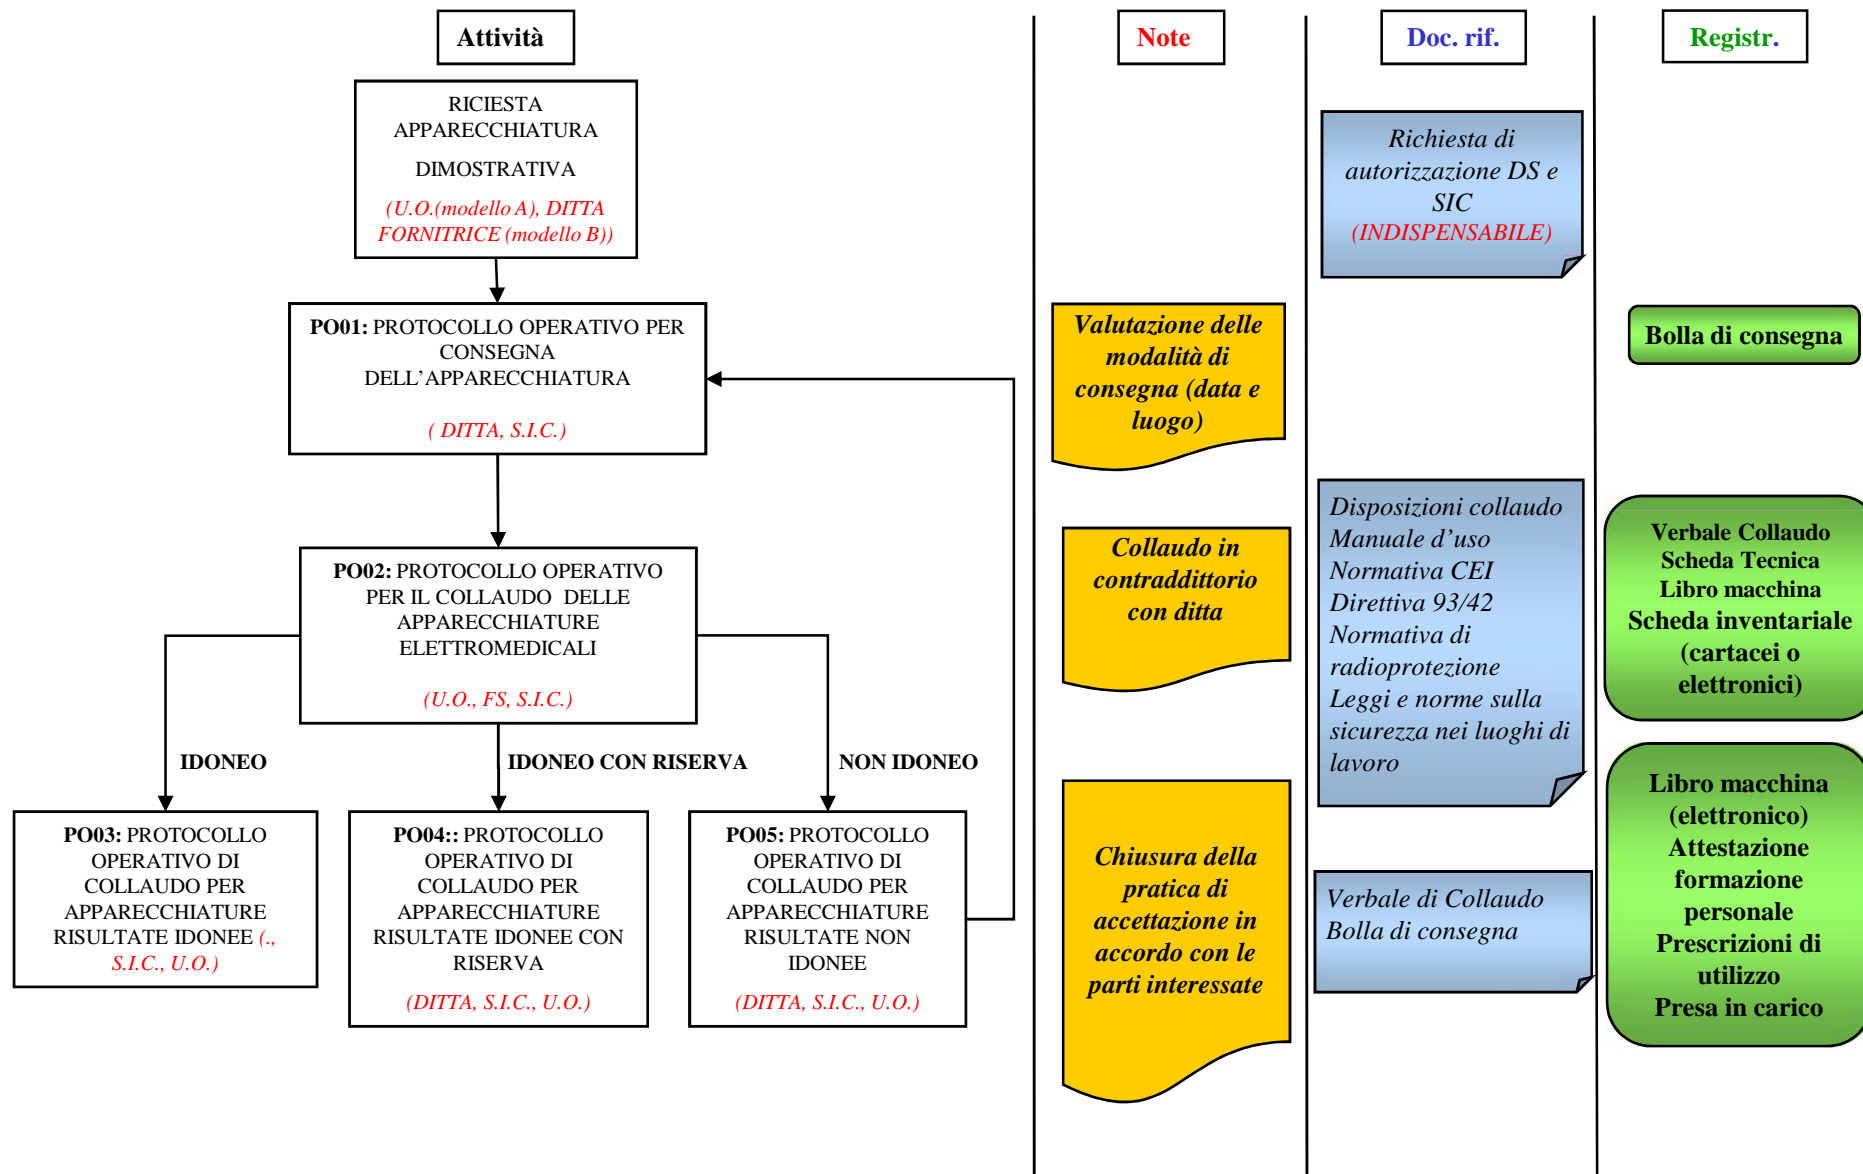 Attività
RICIESTA
APPARECCHIATURA
DIMOSTRATIVA
(U.O.(modello A), DITTA
FORNITRICE (modello B))
PO01: PROTOCOLLO OPERATIVO PER
CONSEGNA
DELL'APPARECCHIATURA
( DITTA, S.I.C.)
PO02: PROTOCOLLO OPERATIVO
PER IL COLLAUDO DELLE
APPARECCHIATURE
ELETTROMEDICALI
(U.O., FS, S.I.C.)
IDONEO
IDONEO CON RISERVA
NON IDONEO
PO03: PROTOCOLLO
OPERATIVO DI
COLLAUDO PER
APPARECCHIATURE
RISULTATE IDONEE (.,
S.I.C., U.O.)
PO04:: PROTOCOLLO
OPERATIVO DI
COLLAUDO PER
APPARECCHIATURE
RISULTATE IDONEE CON
RISERVA
(DITTA, S.I.C., U.O.)
PO05: PROTOCOLLO
OPERATIVO DI
COLLAUDO PER
APPARECCHIATURE
RISULTATE NON
IDONEE
(DITTA, S.I.C., U.O.)
Note
Valutazione delle
modalità di
consegna (data e
luogo)
Collaudo in
contraddittorio
con ditta
Chiusura della
pratica di
accettazione in
accordo con le
parti interessate
Doc. rif.
Richiesta di
autorizzazione DS e
SIC
(INDISPENSABILE)
Disposizioni collaudo
Manuale d'uso
Normativa CEI
Direttiva 93/42
Normativa di
radioprotezione
Leggi e norme sulla
sicurezza nei luoghi di
lavoro
Verbale di Collaudo
Bolla di consegna
Registr.
Bolla di consegna
Verbale Collaudo
Scheda Tecnica
Libro macchina
Scheda inventariale
(cartacei o
elettronici)
Libro macchina
(elettronico)
Attestazione
formazione
personale
Prescrizioni di
utilizzo
Presa in carico